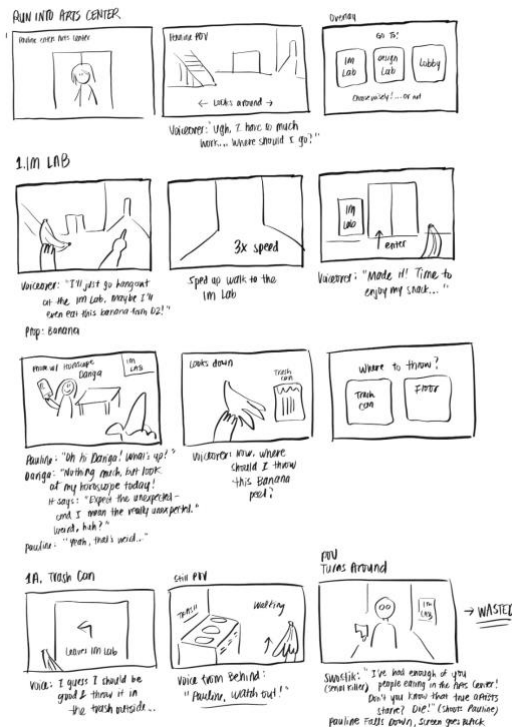 RUN INTO ARTS CENTER
Pauline enters Arts Center
Pauline POV
← Looks around →
Voiceover: "Ugh, I have to much
work.... where should I go?"
Overlay
Go To:
Im
Lab
Design
Lab
Lobby
Choose wisely!....or not
1. IM LAB
Voiceover: "I'll just go hangout
at the Im Lab. Maybe I'll
even eat this banana from D2!"
Prop: Banana
3x speed
Sped up walk to the
IM Lab
IM
Lab
enter
Voiceover: "Made it! Time to
enjoy my snack..."
Phone w/ Horoscope
Danga
IM
LAB
Pauline: "Oh hi Danga! What's up!"
Danga: "Nothing much, but look
at my horoscope today!
It says: "Expect the unexpected—
and I mean the really unexpected."
Weird, huh?"
Pauline: "Yeah, that's weird..."
Looks down
Trash
can
Voiceover: Now, where
should I throw
this Banana
peel?
Where to throw?
Trash
Can
Floor
1A. Trash Can
Leaves IM Lab
Voice: I guess I should be
good & throw it in
the trash outside...
Still POV
TRASH
Walking
Voice from Behind:
"Pauline, watch out!"
POV
Turns Around
IM
LAB
→ WASTED
(serial killer)
"I've had enough of you
people eating in the Arts Center!
Don't you know that true artists
starve? Die!" (shoots Pauline)
Pauline Falls Down, Screen goes Black